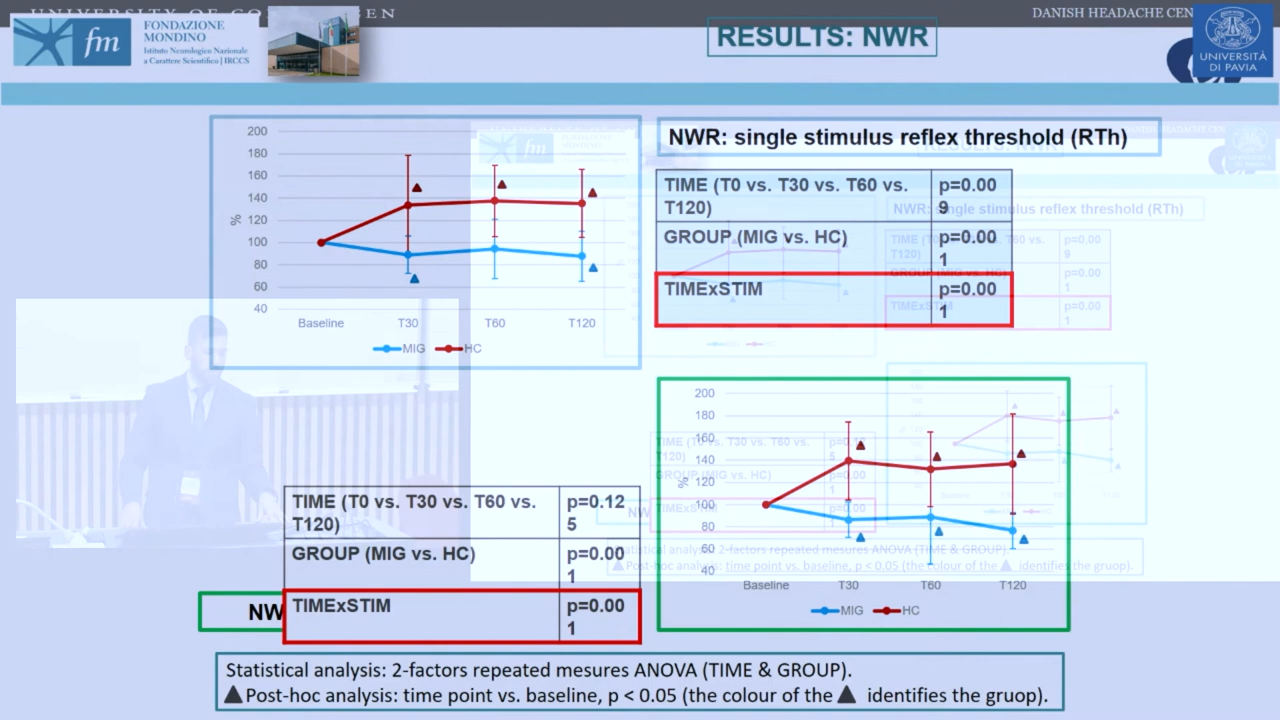 UNIVERSITY OF COPENHAGEN
DANISH HEADACHE CEN
fm
FONDAZIONE
MONDINO
Istituto Neurologico Nazionale
a Carattere Scientifico | IRCCS
RESULTS: NWR
UNIVERSITÀ
DI PAVIA
200
180
160
140
120
100
80
60
40
%
Baseline T30 T60 T120
MIG HC
NWR: single stimulus reflex threshold (RTh)
TIME (T0 vs. T30 vs. T60 vs. T120) p=0.00
9
GROUP (MIG vs. HC) p=0.00
1
TIMExSTIM p=0.00
1
TIME (T0 vs. T30 vs. T60 vs. T120) p=0.12
5
GROUP (MIG vs. HC) p=0.00
1
TIMExSTIM p=0.00
1
NW
200
180
160
140
120
100
80
60
40
%
Baseline T30 T60 T120
MIG HC
Statistical analysis: 2-factors repeated mesures ANOVA (TIME & GROUP).
Post-hoc analysis: time point vs. baseline, p < 0.05 (the colour of the ▲ identifies the gruop).